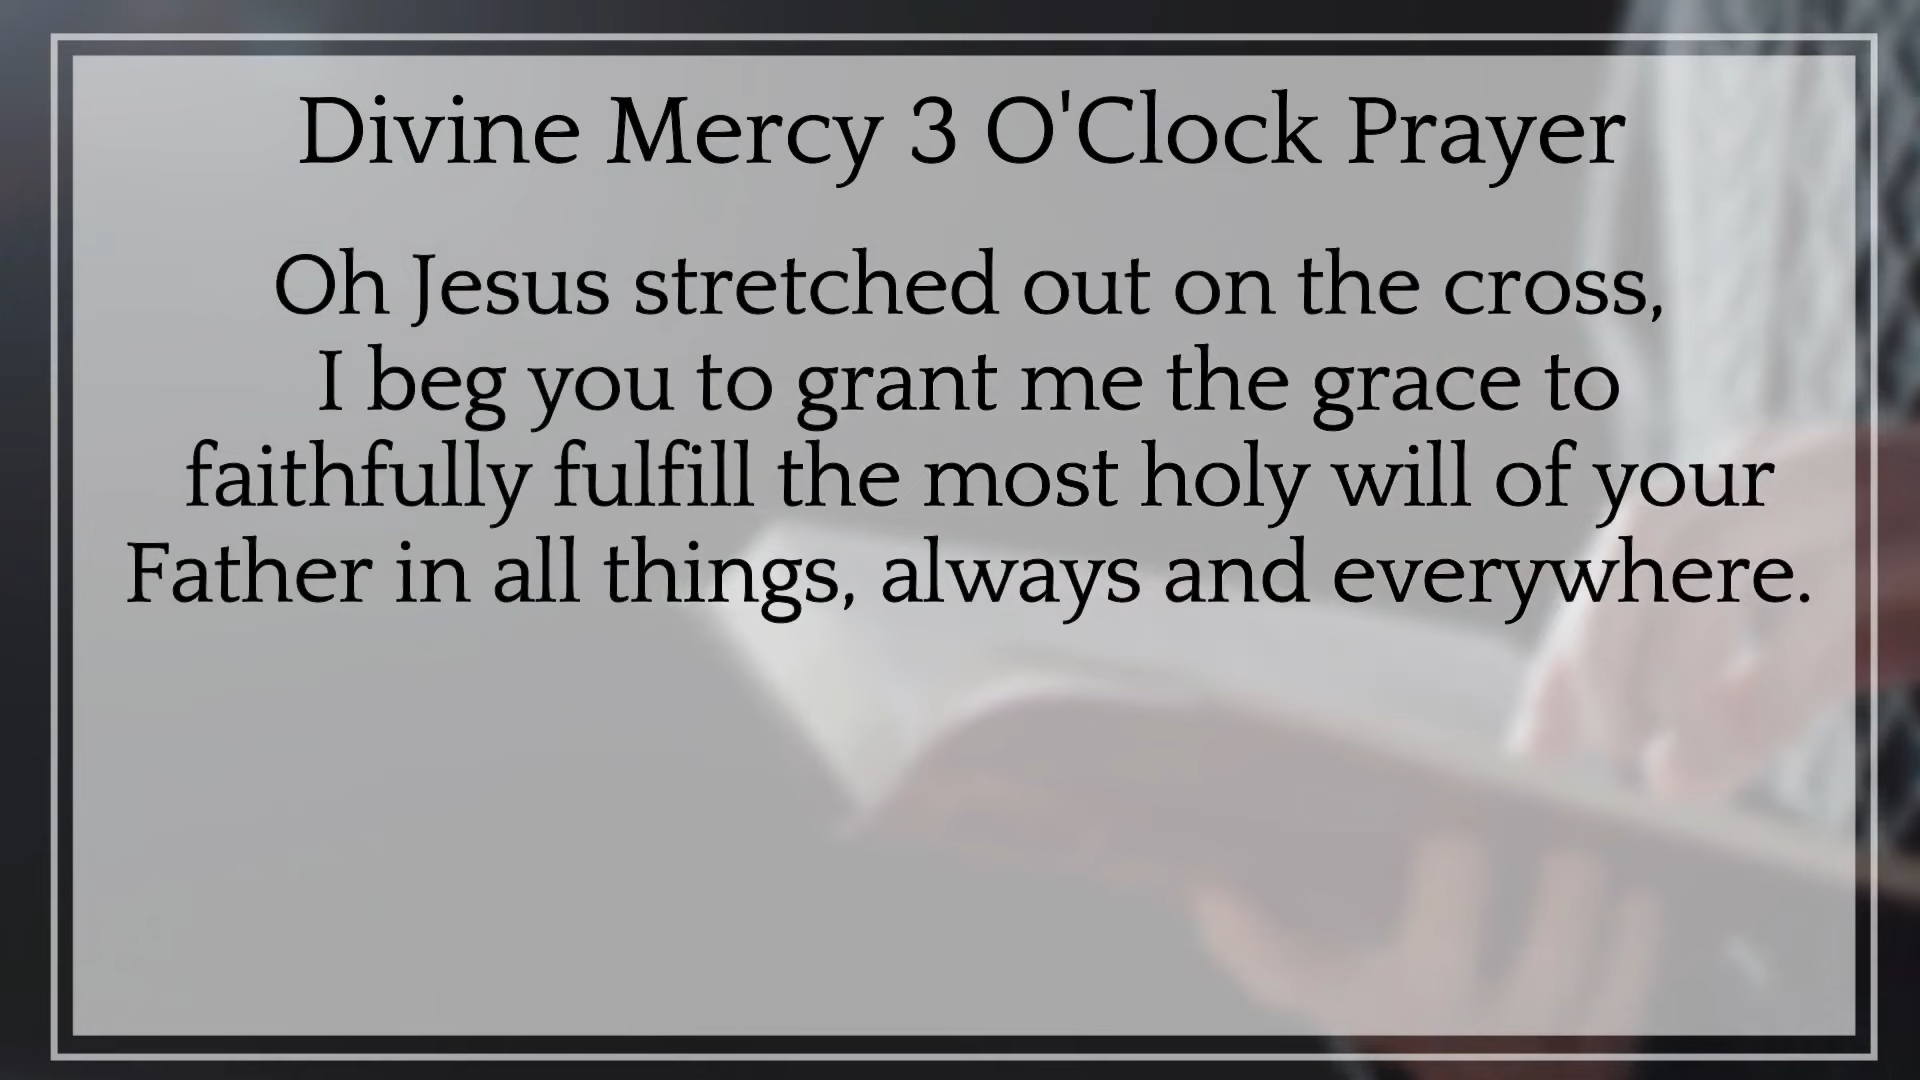 Divine Mercy 3 O'Clock Prayer
Oh Jesus stretched out on the cross,
I beg you to grant me the grace to
faithfully fulfill the most holy will of your
Father in all things, always and everywhere.